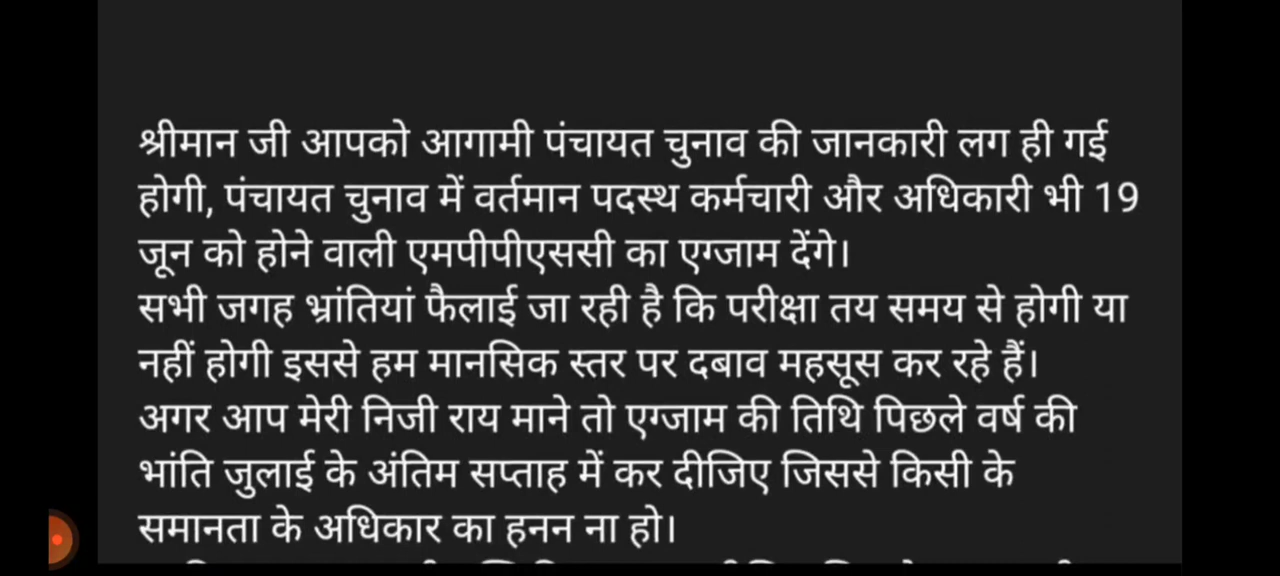 श्रीमान जी आपको आगामी पंचायत चुनाव की जानकारी लग ही गई
होगी, पंचायत चुनाव में वर्तमान पदस्थ कर्मचारी और अधिकारी भी 19
जून को होने वाली एमपीपीएससी का एग्जाम देंगे।
सभी जगह भ्रांतियां फैलाई जा रही है कि परीक्षा तय समय से होगी या
नहीं होगी इससे हम मानसिक स्तर पर दबाव महसूस कर रहे हैं।
अगर आप मेरी निजी राय माने तो एग्जाम की तिथि पिछले वर्ष की
भांति जुलाई के अंतिम सप्ताह में कर दीजिए जिससे किसी के
समानता के अधिकार का हनन ना हो।